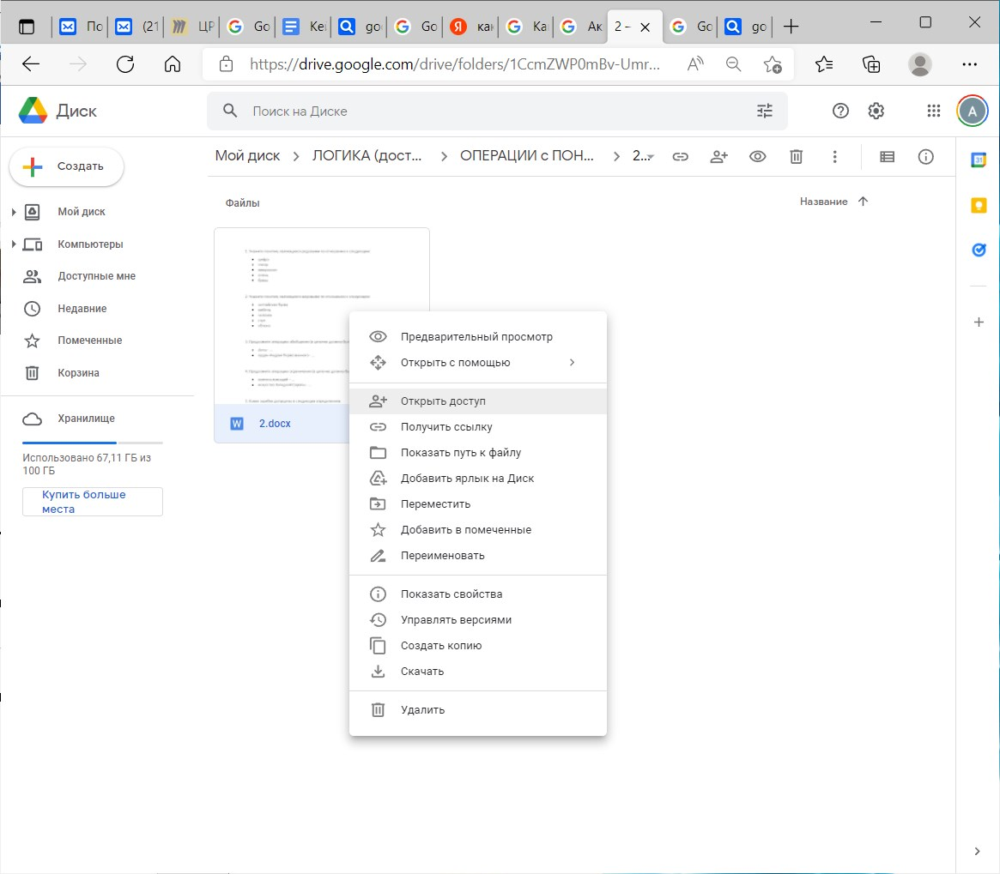 По
(21
ЦР
Go
Ке
go
Go
как
Ка
Ак
2 –
Go
go
https://drive.google.com/drive/folders/1CcmZWP0mBv-Umr...
Диск
Поиск на Диске
A
Создать
Мой диск
ЛОГИКА (дост...
ОПЕРАЦИИ с ПОН...
2...
31
Мой диск
Компьютеры
Доступные мне
Недавние
Помеченные
Корзина
Хранилище
Использовано 67,11 ГБ из
100 ГБ
Купить больше
места
Файлы
Название
W 2.docx
Предварительный просмотр
Открыть с помощью
Открыть доступ
Получить ссылку
Показать путь к файлу
Добавить ярлык на Диск
Переместить
Добавить в помеченные
Переименовать
Показать свойства
Управлять версиями
Создать копию
Скачать
Удалить